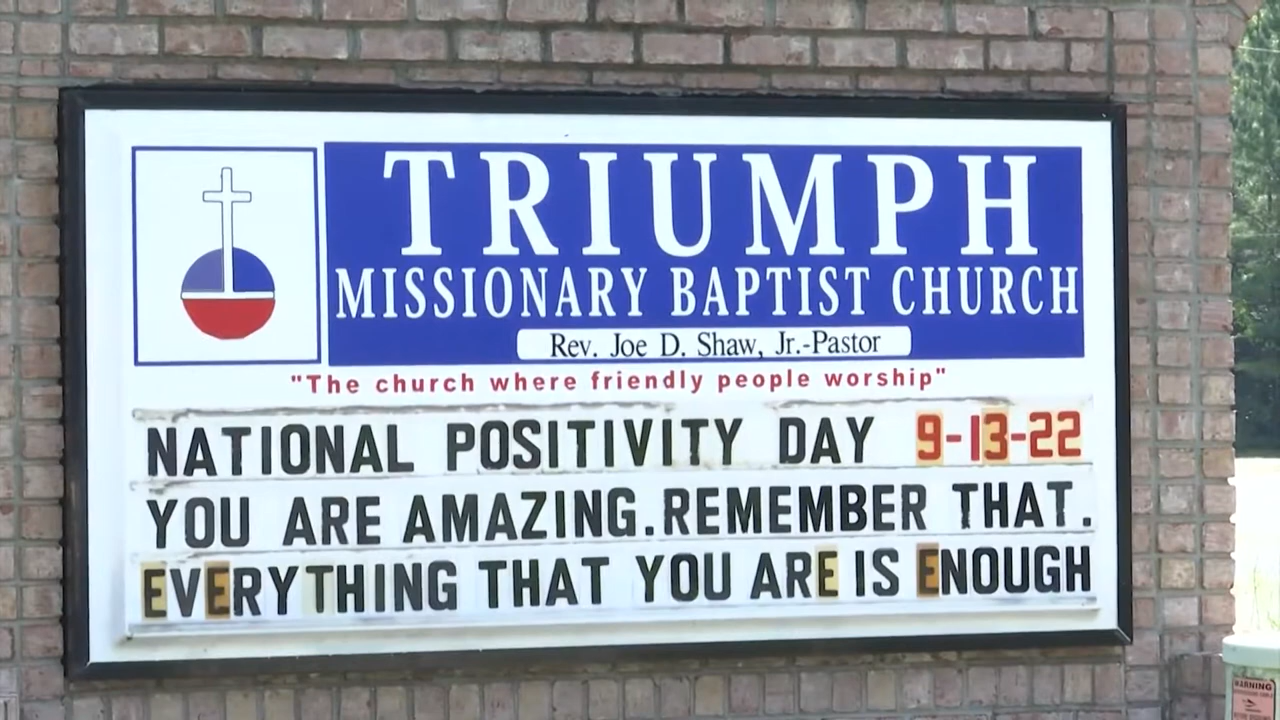 TRIUMPH
MISSIONARY BAPTIST CHURCH
Rev. Joe D. Shaw, Jr.-Pastor
"The church where friendly people worship"
NATIONAL POSITIVITY DAY 9-13-22
YOU ARE AMAZING.REMEMBER THAT.
EVERYTHING THAT YOU ARE IS ENOUGH
WARNING